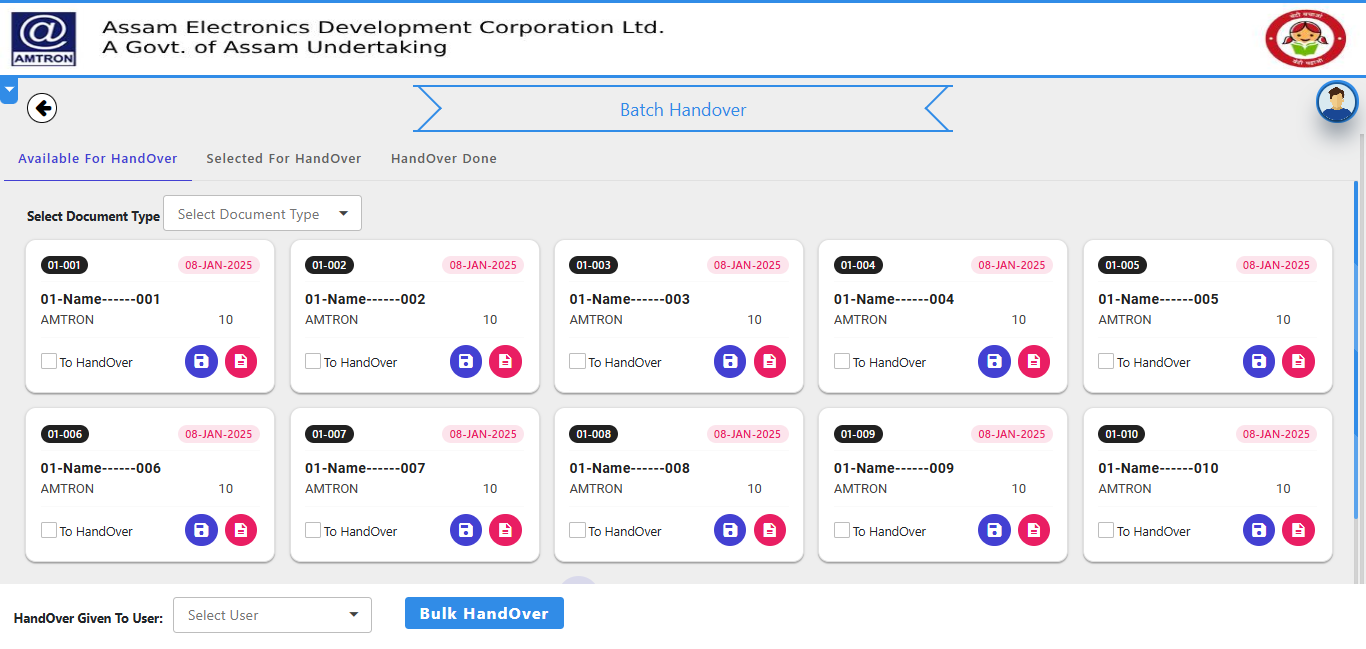 @
AMTRON
Assam Electronics Development Corporation Ltd.
A Govt. of Assam Undertaking
Batch Handover
Available For HandOver
Selected For HandOver
HandOver Done
Select Document Type
Select Document Type
01-001
08-JAN-2025
01-Name------001
AMTRON
10
To HandOver
01-002
08-JAN-2025
01-Name------002
AMTRON
10
To HandOver
01-003
08-JAN-2025
01-Name------003
AMTRON
10
To HandOver
01-004
08-JAN-2025
01-Name------004
AMTRON
10
To HandOver
01-005
08-JAN-2025
01-Name------005
AMTRON
10
To HandOver
01-006
08-JAN-2025
01-Name------006
AMTRON
10
To HandOver
01-007
08-JAN-2025
01-Name------007
AMTRON
10
To HandOver
01-008
08-JAN-2025
01-Name------008
AMTRON
10
To HandOver
01-009
08-JAN-2025
01-Name------009
AMTRON
10
To HandOver
01-010
08-JAN-2025
01-Name------010
AMTRON
10
To HandOver
HandOver Given To User:
Select User
Bulk HandOver